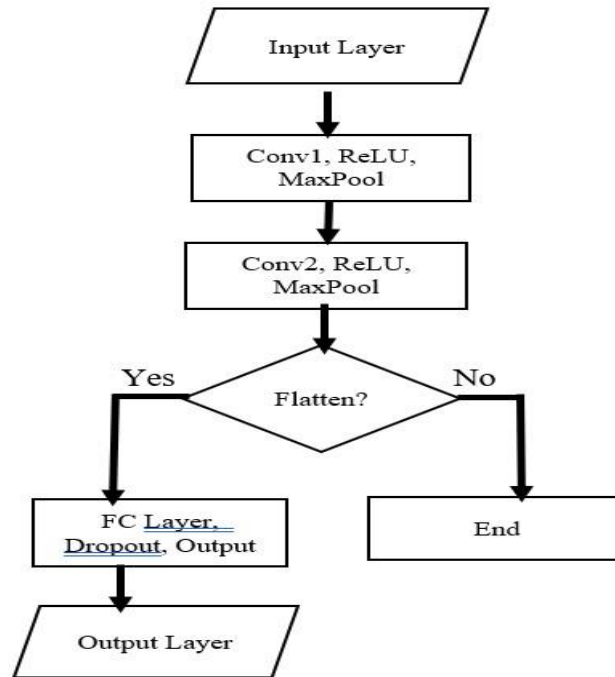 Input Layer
Conv1, ReLU,
MaxPool
Conv2, ReLU,
MaxPool
Yes
No
Flatten?
FC Layer,
Dropout, Output
End
Output Layer